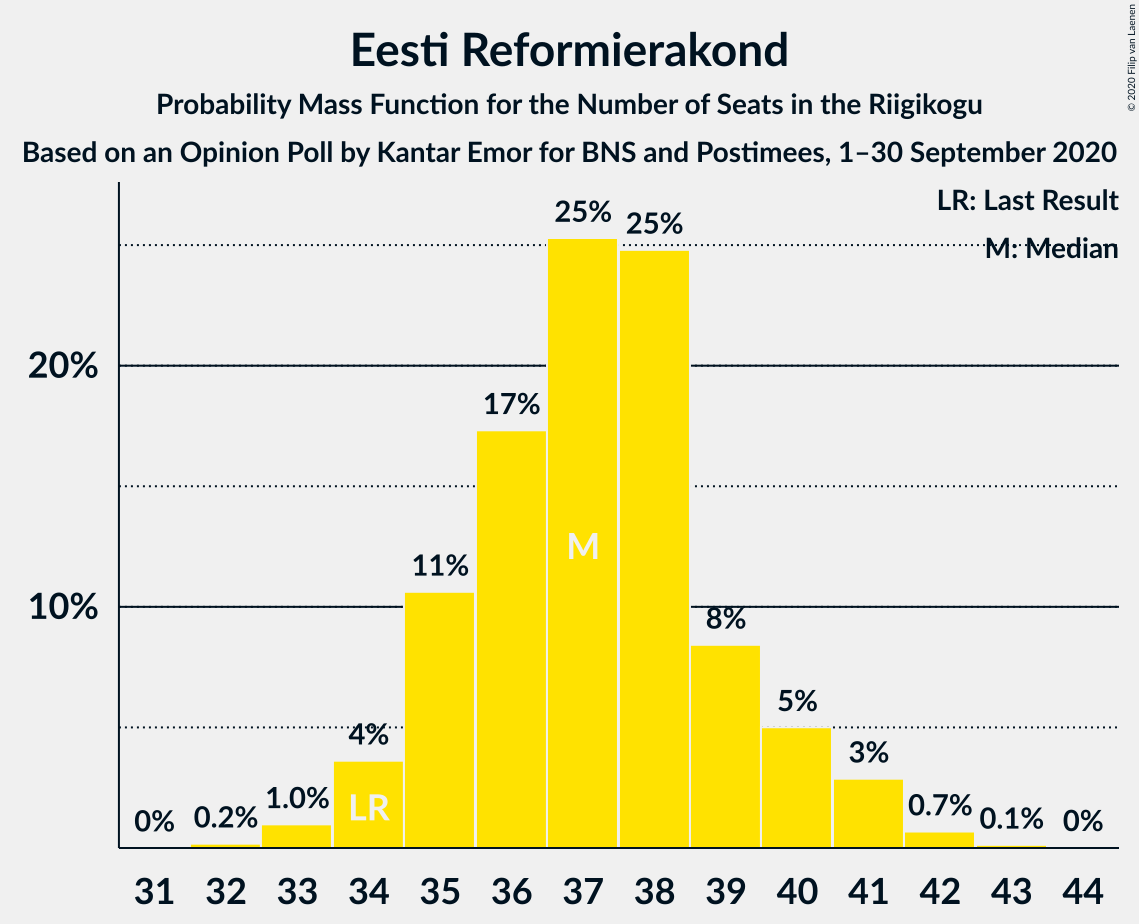 Eesti Reformierakond
Probability Mass Function for the Number of Seats in the Riigikogu
Based on an Opinion Poll by Kantar Emor for BNS and Postimees, 1–30 September 2020
© 2020 Filip van Laenen
LR: Last Result
M: Median
25%
25%
20%
17%
M
11%
10%
8%
5%
4%
3%
LR
1.0%
0.7%
0%
0.2%
0.1%
0%
31 32 33 34 35 36 37 38 39 40 41 42 43 44